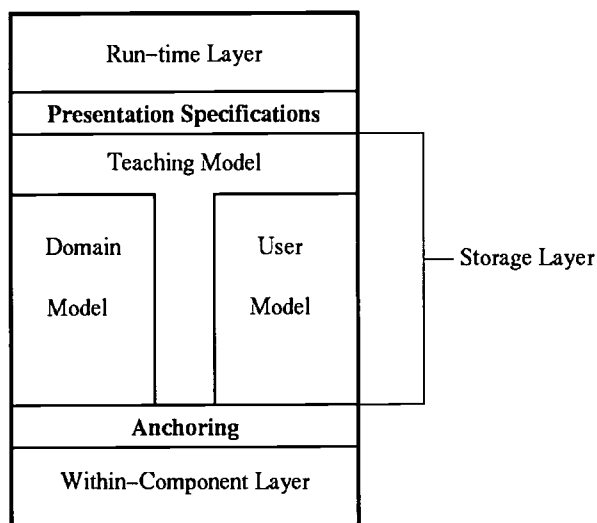 Run-time Layer
Presentation Specifications
Teaching Model
Domain
Model
User
Model
Storage Layer
Anchoring
Within-Component Layer